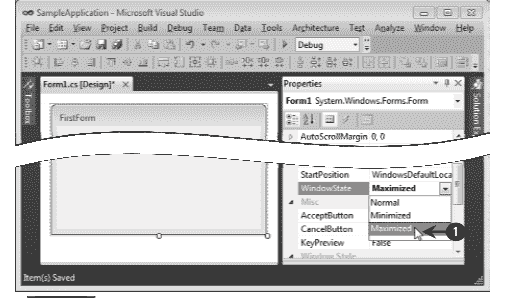 SampleApplication - Microsoft Visual Studio
File Edit View Project Build Debug Team Data Tools Architecture Test Analyze Window Help
Debug
Form1.cs [Design]* ×
Properties
Toolbox
Form1 System.Windows.Forms.Form
FirstForm
AutoScrollMargin 0, 0
StartPosition WindowsDefaultLoca
WindowState Maximized
Misc Normal
AcceptButton Minimized
CancelButton Maximized 1
KeyPreview False
Window Style
Item(s) Saved